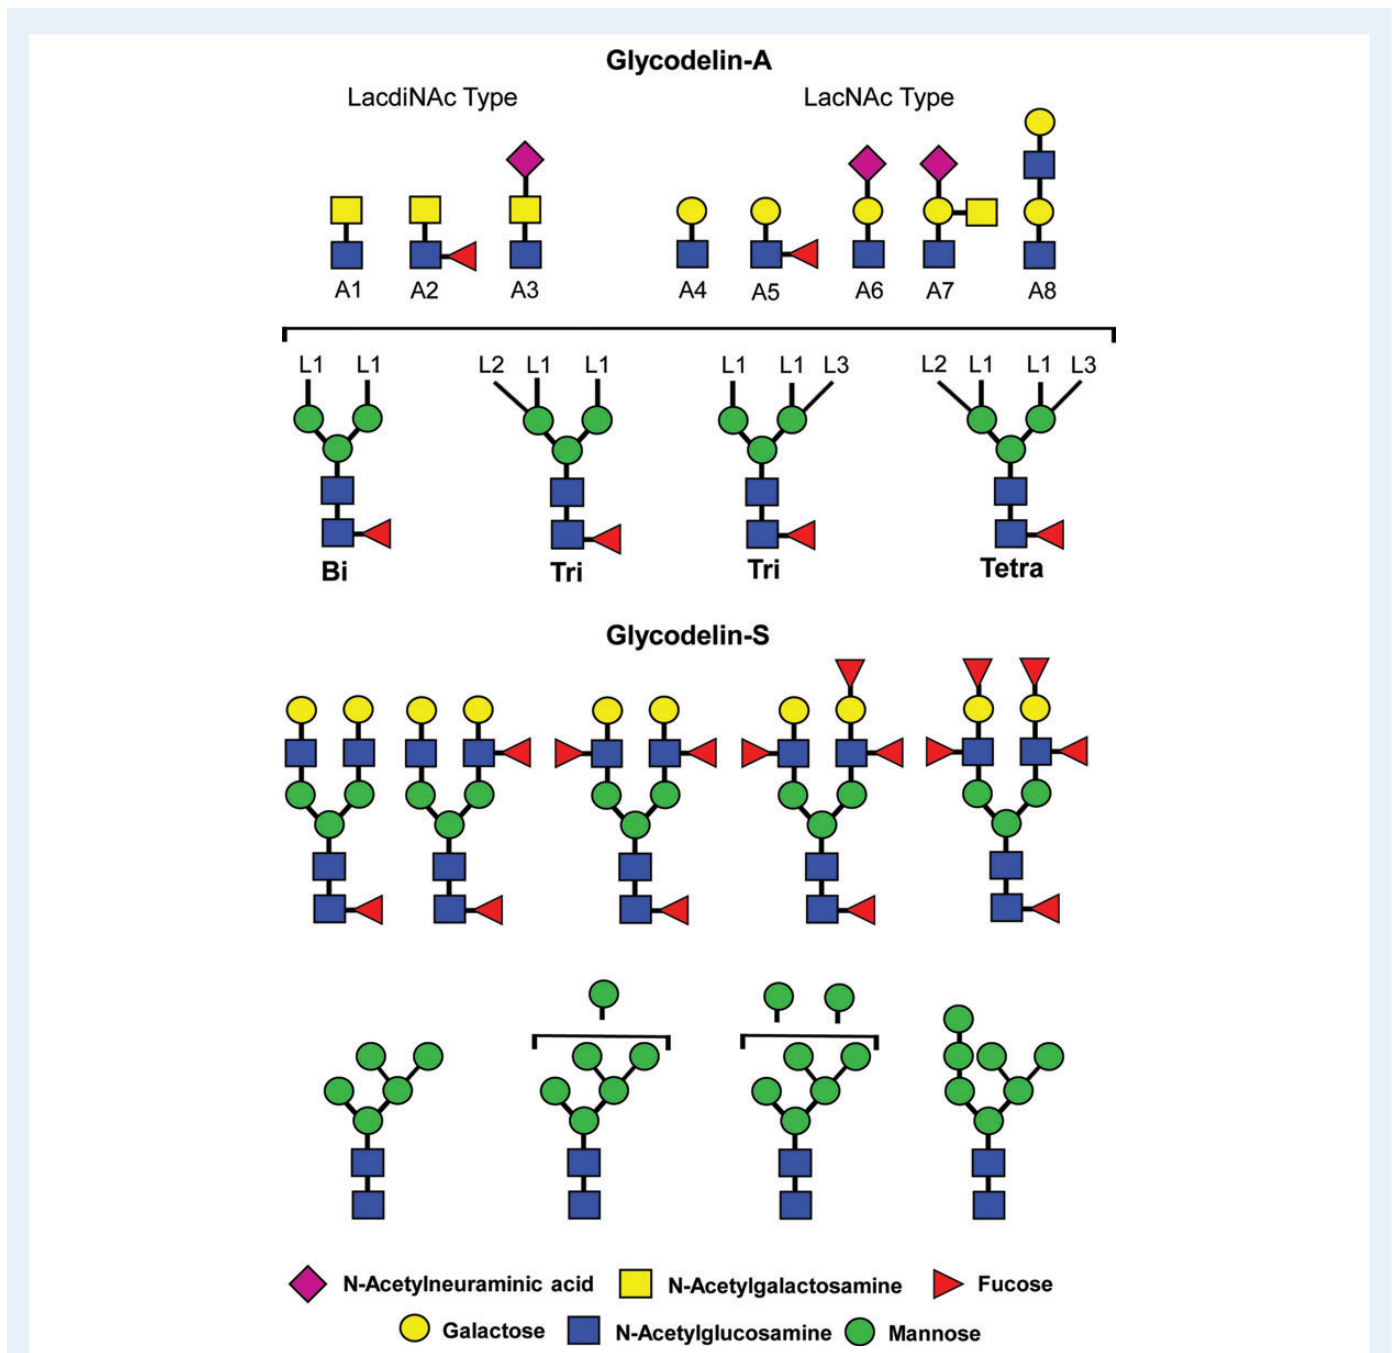 Glycodelin-A
LacdiNAc Type LacNAc Type
A1 A2 A3 A4 A5 A6 A7 A8
L1 L1 L2 L1 L1 L1 L1 L3 L2 L1 L1 L3
Bi Tri Tri Tetra
Glycodelin-S
N-Acetylneuraminic acid N-Acetylgalactosamine Fucose
Galactose N-Acetylglucosamine Mannose